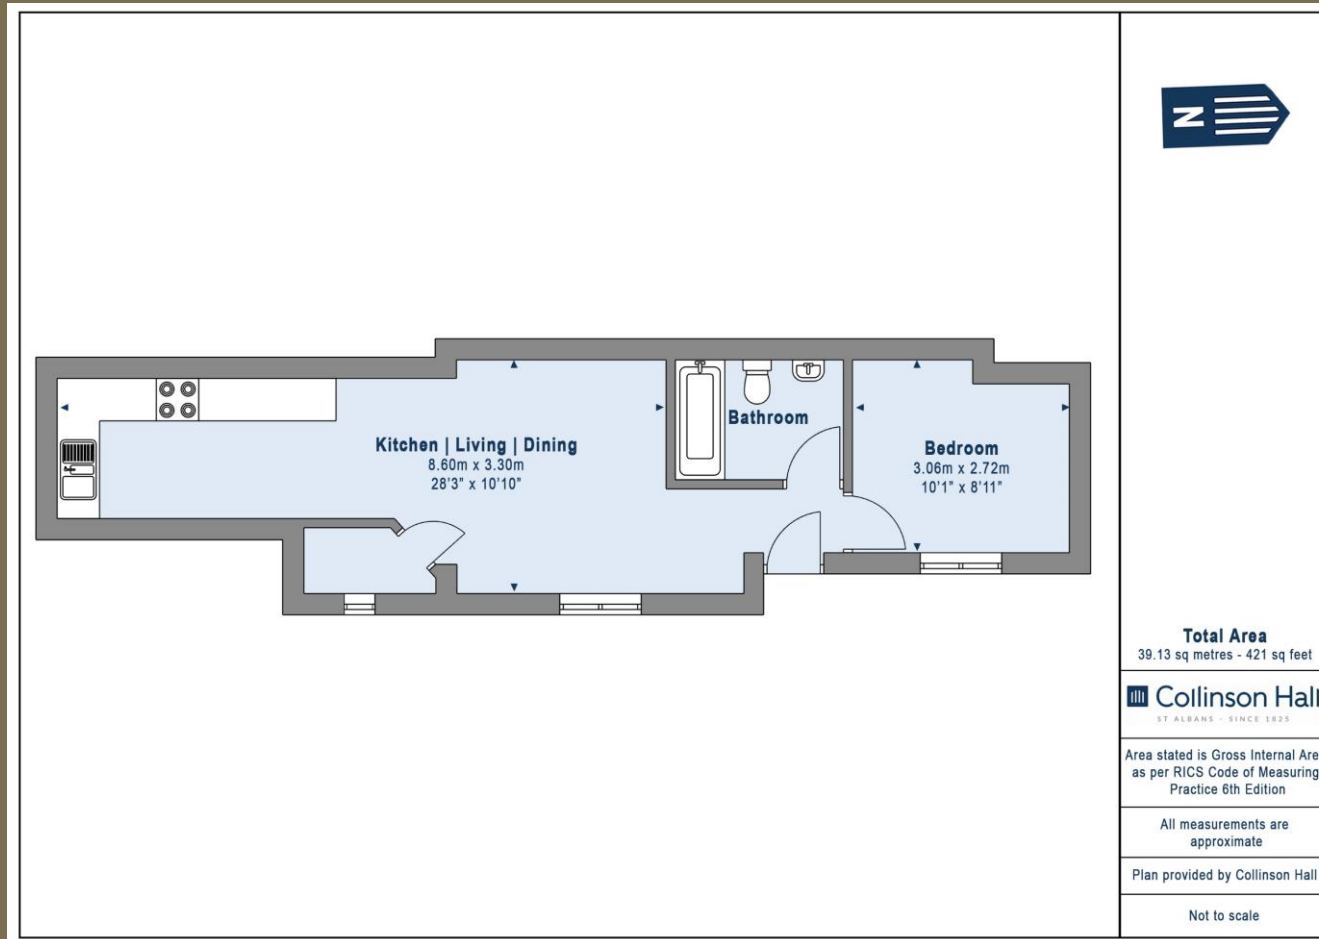 N
Kitchen | Living | Dining
8.60m x 3.30m
28'3" x 10'10"
Bathroom
Bedroom
3.06m x 2.72m
10'1" x 8'11"
Total Area
39.13 sq metres - 421 sq feet
Collinson Hall
ST ALBANS - SINCE 1825
Area stated is Gross Internal Are
as per RICS Code of Measuring
Practice 6th Edition
All measurements are
approximate
Plan provided by Collinson Hall
Not to scale